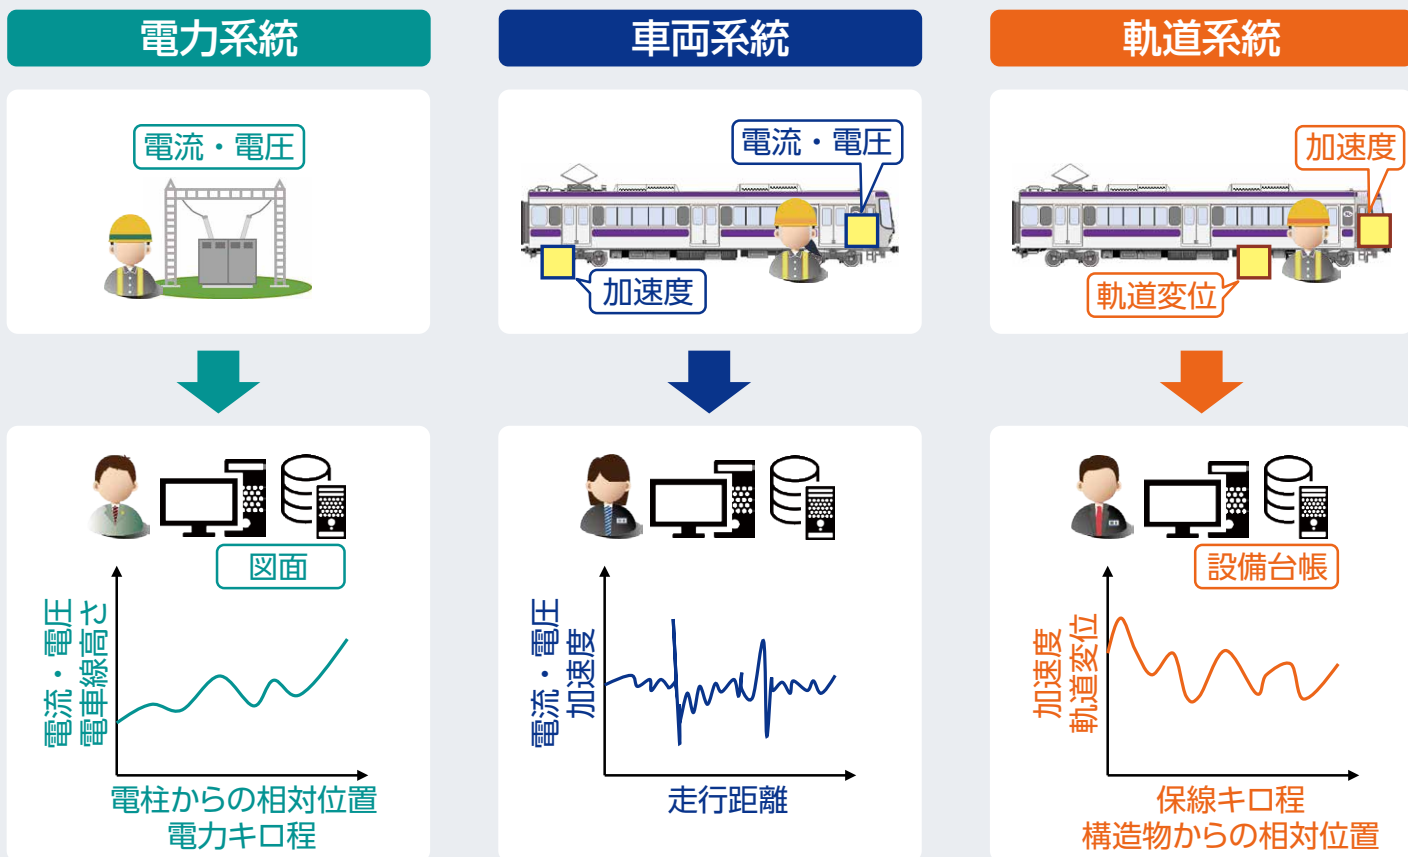 電力系統
車両系統
軌道系統
電流・電圧
電流・電圧
加速度
加速度
軌道変位
図面
電流・電圧
電車線高さ
電柱からの相対位置
電力キロ程
電流・電圧
加速度
走行距離
設備台帳
加速度
軌道変位
保線キロ程
構造物からの相対位置